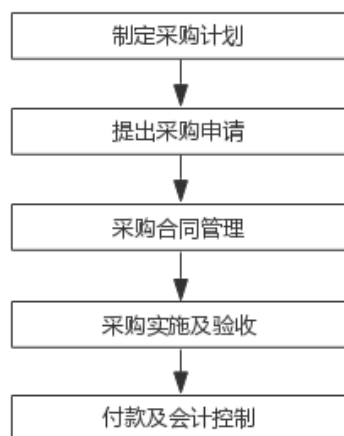 制定采购计划
提出采购申请
采购合同管理
采购实施及验收
付款及会计控制